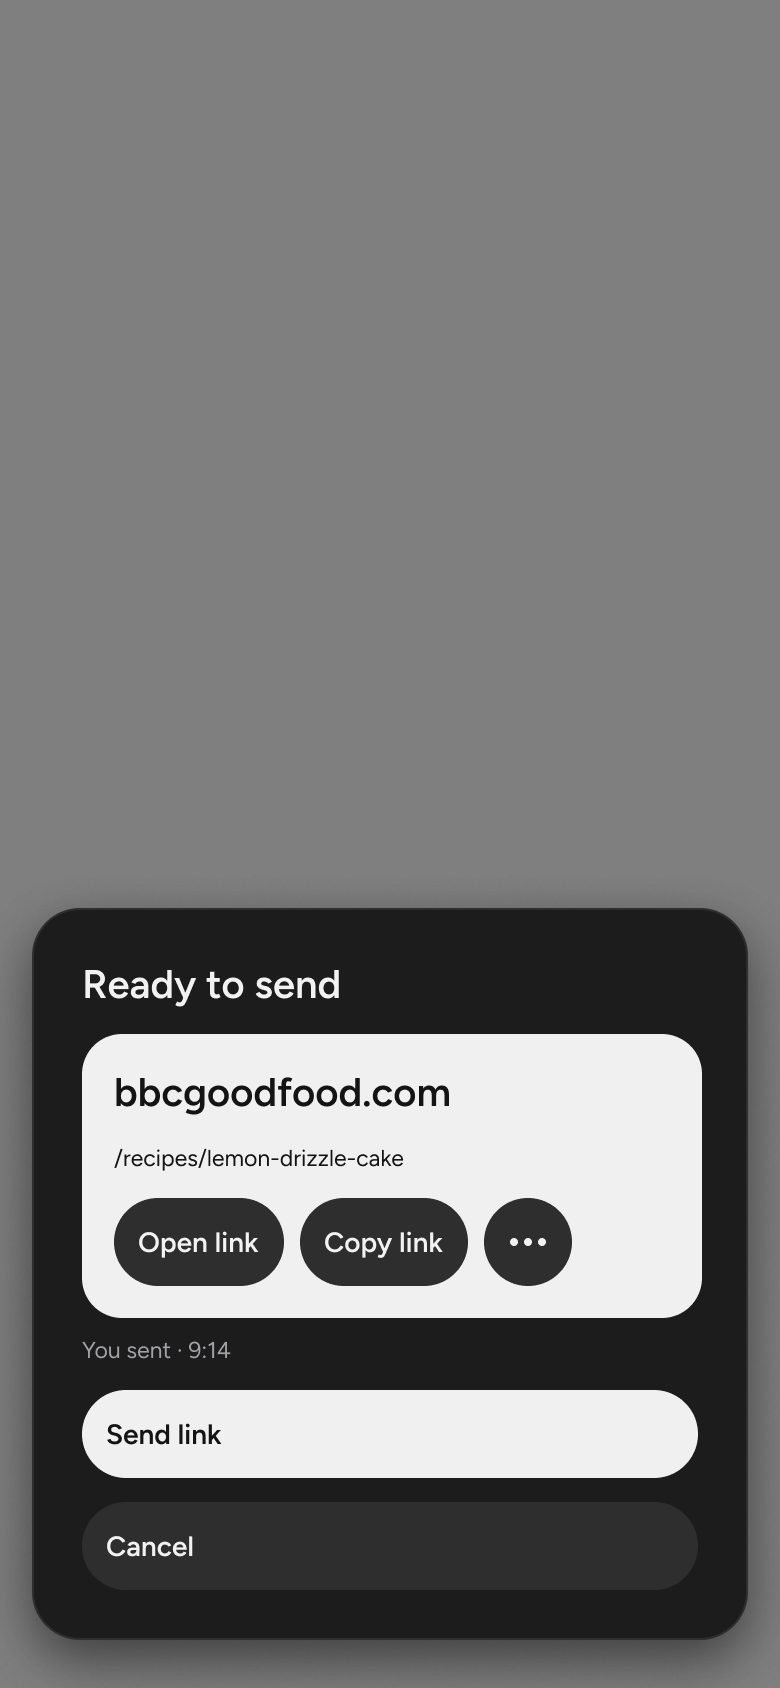 Ready to send
bbcgoodfood.com
/recipes/lemon-drizzle-cake
Open link
Copy link
You sent · 9:14
Send link
Cancel